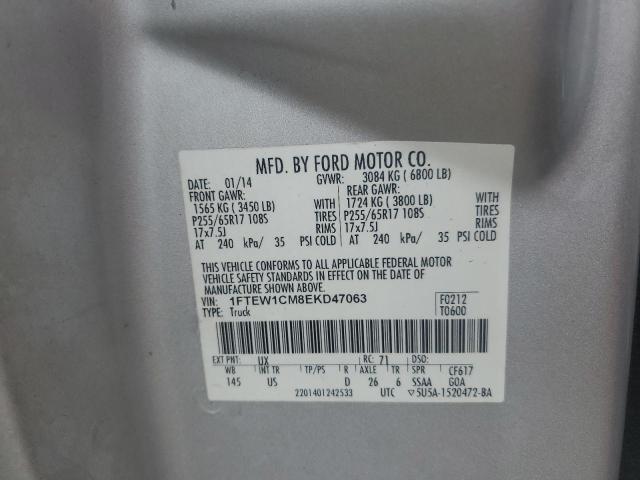 MFD. BY FORD MOTOR CO.
DATE: 01/14 GVWR: 3084 KG ( 6800 LB)
FRONT GAWR: REAR GAWR:
1565 KG ( 3450 LB) WITH 1724 KG ( 3800 LB) WITH
P255/65R17 108S TIRES P255/65R17 108S TIRES
17x7.5J RIMS 17x7.5J RIMS
AT 240 kPa/ 35 PSI COLD AT 240 kPa/ 35 PSI COLD
THIS VEHICLE CONFORMS TO ALL APPLICABLE FEDERAL MOTOR
VEHICLE SAFETY STANDARDS IN EFFECT ON THE DATE OF
MANUFACTURE SHOWN ABOVE.
VIN: 1FTEW1CM8EKD47063 F0212
TYPE: Truck T0600
EXT PNT: UX RC: 71 DSO:
WB INT TR TP/PS R AXLE TR SPR CF617
145 US D 26 6 SSAA GOA
2201401242533 UTC ▽5U5A-1520472-BA